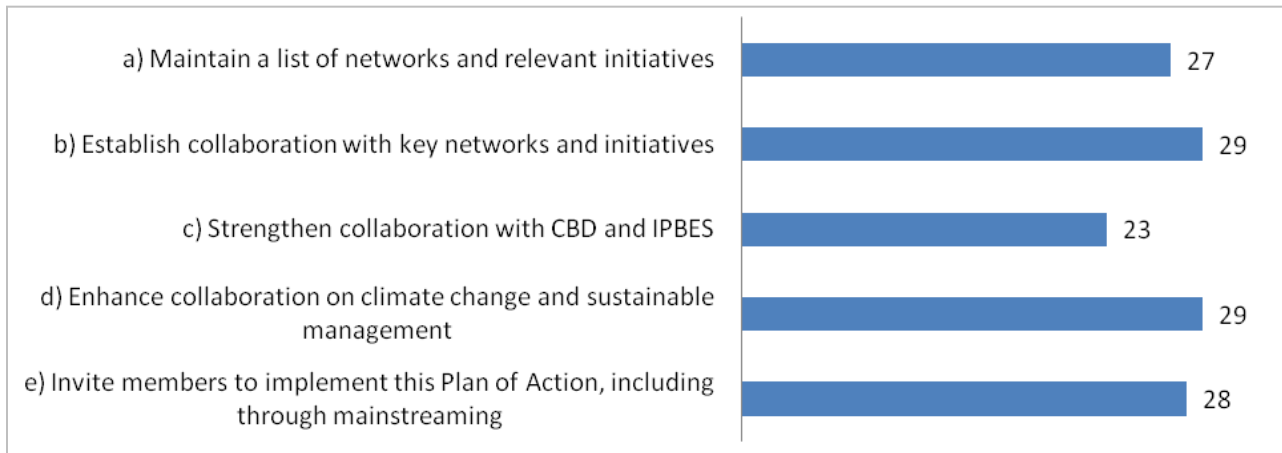 a) Maintain a list of networks and relevant initiatives
27
b) Establish collaboration with key networks and initiatives
29
c) Strengthen collaboration with CBD and IPBES
23
d) Enhance collaboration on climate change and sustainable
management
29
e) Invite members to implement this Plan of Action, including
through mainstreaming
28